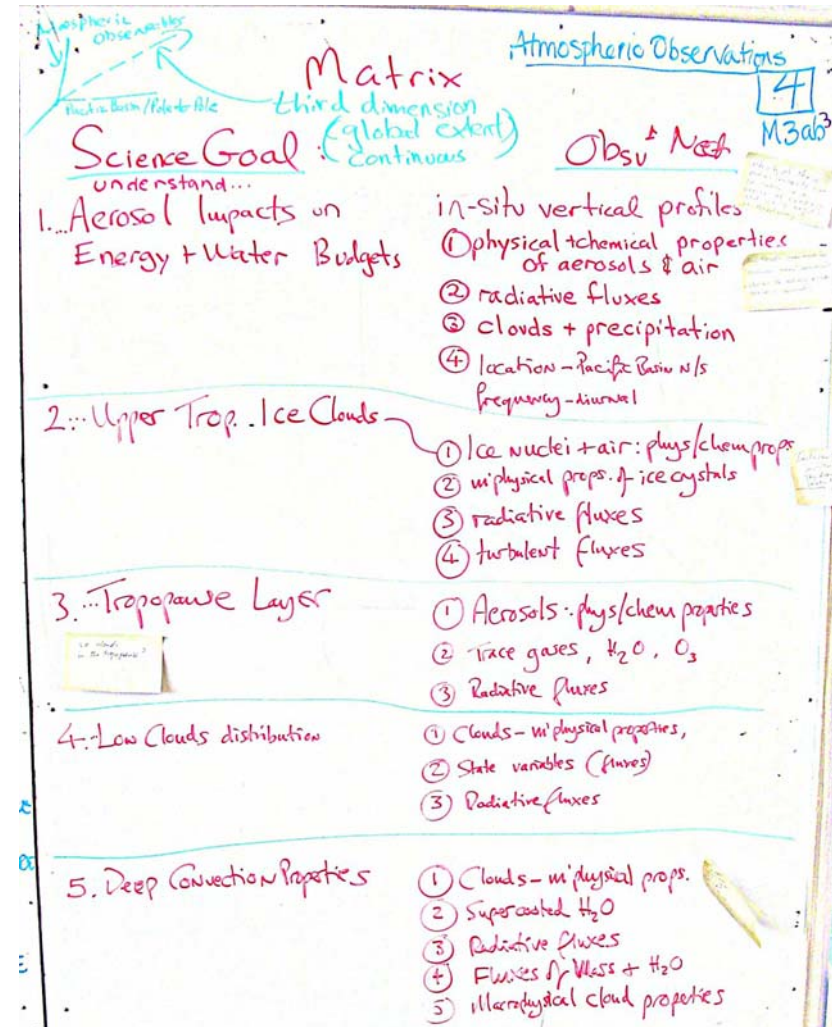 Atmospheric
Observables
Pacific Basin/Pole to Pole
Matrix
third dimension
(global extent)
continuous
Atmospheric Observations
4
M3ab3
Science Goal:
understand...
Obsv' Need
1...Aerosol Impacts on
Energy + Water Budgets
in-situ vertical profiles
① physical + chemical properties
of aerosols & air
② radiative fluxes
③ clouds + precipitation
④ location - Pacific Basin N/S
frequency - diurnal
2... Upper Trop. Ice Clouds
① Ice nuclei + air: phys/chem props
② m'physical props. of ice crystals
③ radiative fluxes
④ turbulent fluxes
3...Tropopause Layer
① Aerosols: phys/chem properties
② Trace gases, H2O, O3
③ Radiative fluxes
4.. Low Clouds distribution
① Clouds - m'physical properties,
② State variables (fluxes)
③ Radiative fluxes
5. Deep Convection Properties
① Clouds - m'physical props.
② Supercooled H2O
③ Radiative fluxes
④ Fluxes of Mass + H2O
⑤ Macrophysical cloud properties